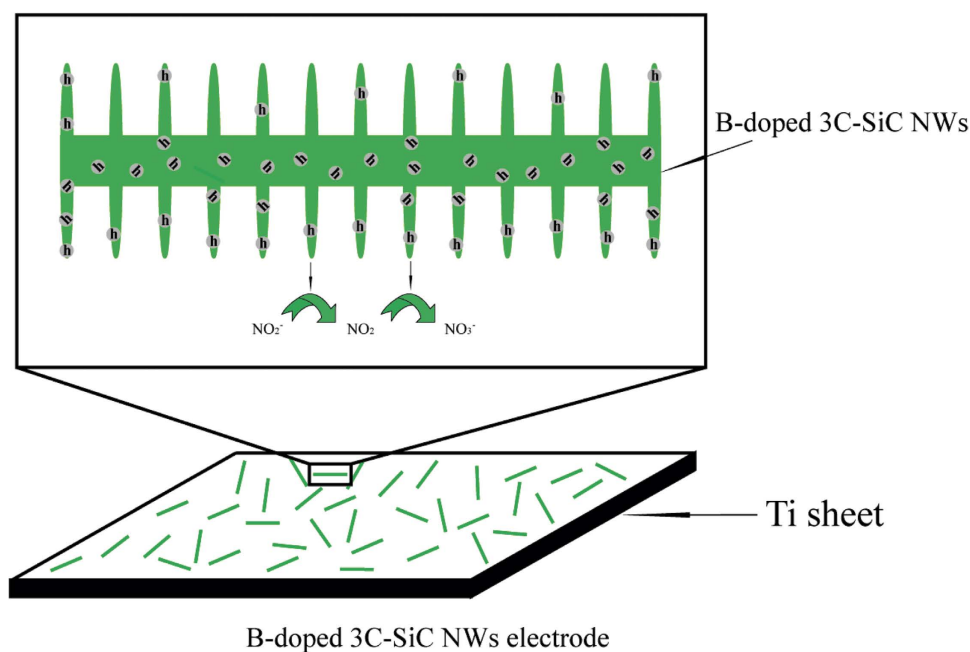 h h h h h h h h h h h h h h h h h h h h h h h h h h h h h h h h h h h h h h h h h h h
B-doped 3C-SiC NWs
NO₂⁻ NO₂ NO₃⁻
Ti sheet
B-doped 3C-SiC NWs electrode